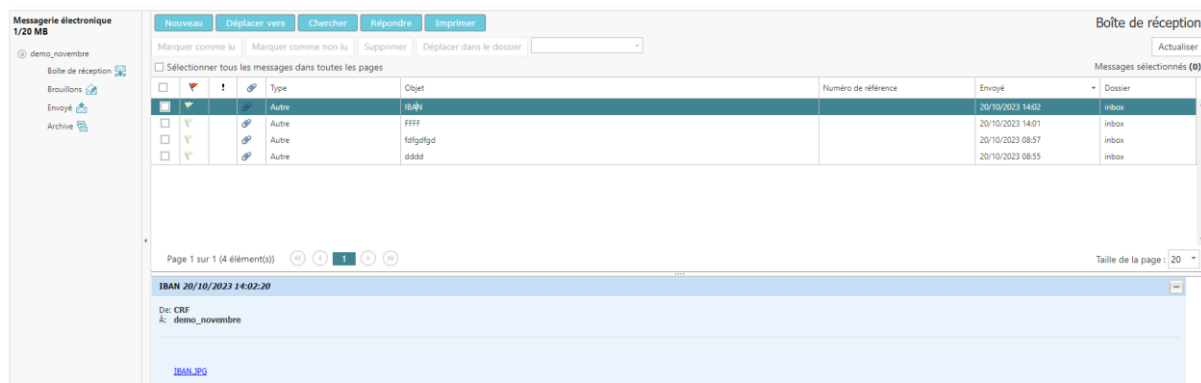 Messagerie électronique
1/20 MB
demo_novembre
Boîte de réception
Brouillons
Envoyé
Archive
Nouveau Déplacer vers Chercher Répondre Imprimer
Boîte de réception
Marquer comme lu Marquer comme non lu Supprimer Déplacer dans le dossier
Actualiser
Sélectionner tous les messages dans toutes les pages
Messages sélectionnés (0)
! Type Objet Numéro de référence Envoyé Dossier
Autre IBAN 20/10/2023 14:02 inbox
Autre FFFF 20/10/2023 14:01 inbox
Autre fdfgdfgd 20/10/2023 08:57 inbox
Autre dddd 20/10/2023 08:55 inbox
Page 1 sur 1 (4 élément(s)) 1
Taille de la page : 20
IBAN 20/10/2023 14:02:20
De: CRF
À: demo_novembre
IBAN.JPG